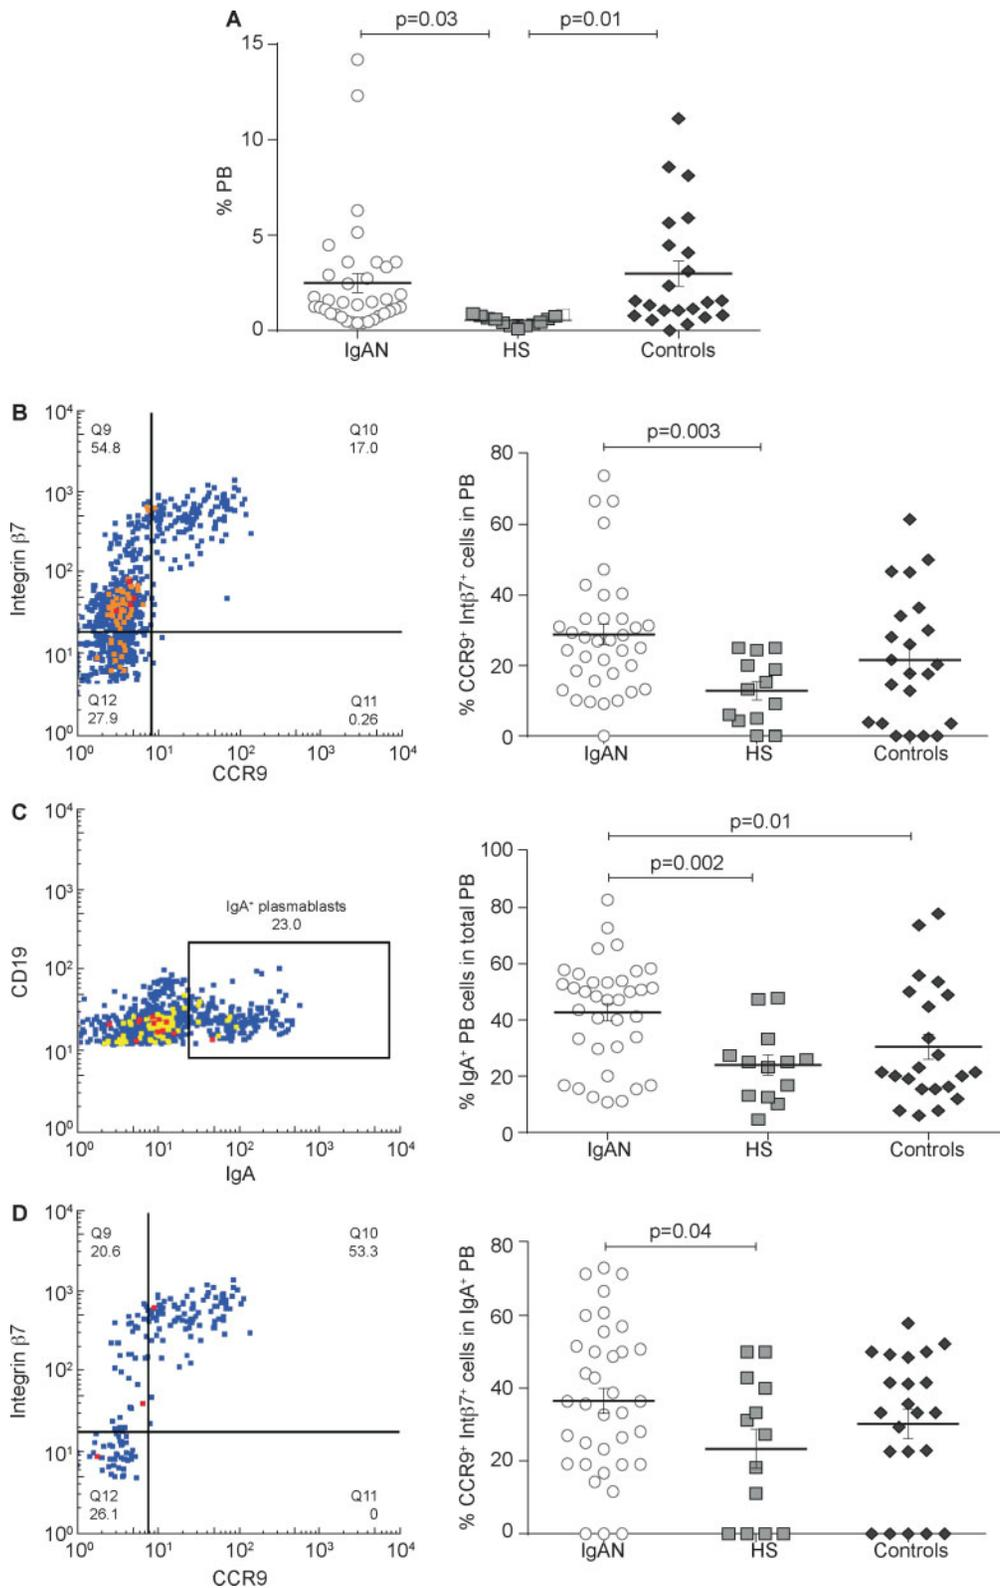 A
p=0.03 p=0.01
15
10
5
0
% PB
IgAN HS Controls
B
10⁴
10³
10²
10¹
10⁰
Integrin β7
Q9
54.8
Q10
17.0
Q12
27.9
Q11
0.26
10⁰ 10¹ 10² 10³ 10⁴
CCR9
p=0.003
80
60
40
20
0
% CCR9⁺ Intβ7⁺ cells in PB
IgAN HS Controls
C
10⁴
10³
10²
10¹
10⁰
CD19
IgA⁺ plasmablasts
23.0
10⁰ 10¹ 10² 10³ 10⁴
IgA
p=0.01
p=0.002
100
80
60
40
20
0
% IgA⁺ PB cells in total PB
IgAN HS Controls
D
10⁴
10³
10²
10¹
10⁰
Integrin β7
Q9
20.6
Q10
53.3
Q12
26.1
Q11
0
10⁰ 10¹ 10² 10³ 10⁴
CCR9
p=0.04
80
60
40
20
0
% CCR9⁺ Intβ7⁺ cells in IgA⁺ PB
IgAN HS Controls